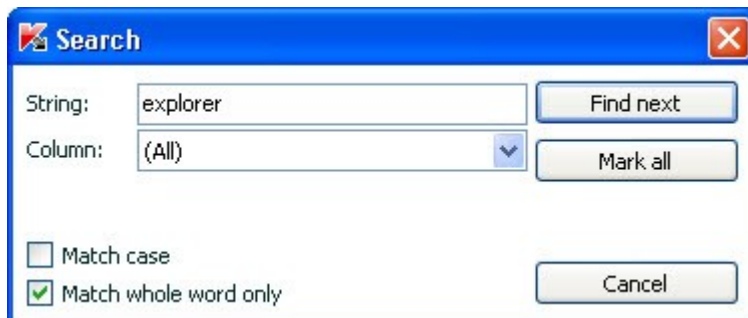 Search
String: explorer Find next
Column: (All) Mark all
Match case
Match whole word only Cancel